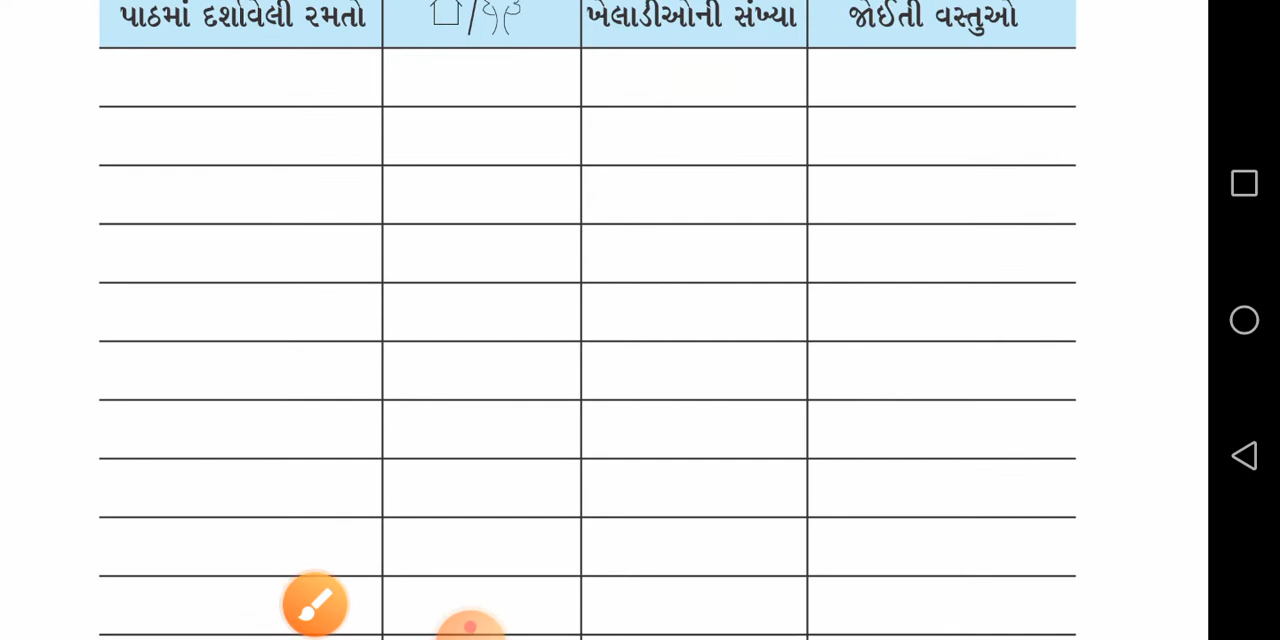 પાઠમાં દર્શાવેલી રમતો
ખેલાડીઓની સંખ્યા
જોઈતી વસ્તુઓ